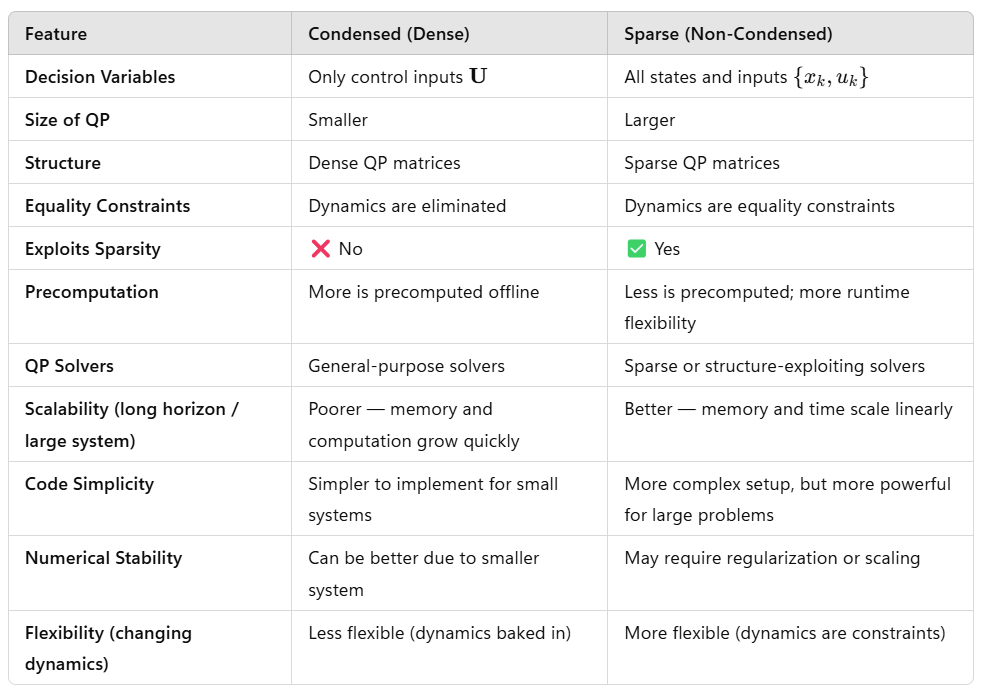 Feature Condensed (Dense) Sparse (Non-Condensed)
Decision Variables Only control inputs U All states and inputs {xₖ, uₖ}
Size of QP Smaller Larger
Structure Dense QP matrices Sparse QP matrices
Equality Constraints Dynamics are eliminated Dynamics are equality constraints
Exploits Sparsity ❌ No ✅ Yes
Precomputation More is precomputed offline Less is precomputed; more runtime
flexibility
QP Solvers General-purpose solvers Sparse or structure-exploiting solvers
Scalability (long horizon / Poorer — memory and Better — memory and time scale linearly
large system) computation grow quickly
Code Simplicity Simpler to implement for small More complex setup, but more powerful
systems for large problems
Numerical Stability Can be better due to smaller May require regularization or scaling
system
Flexibility (changing Less flexible (dynamics baked in) More flexible (dynamics are constraints)
dynamics)